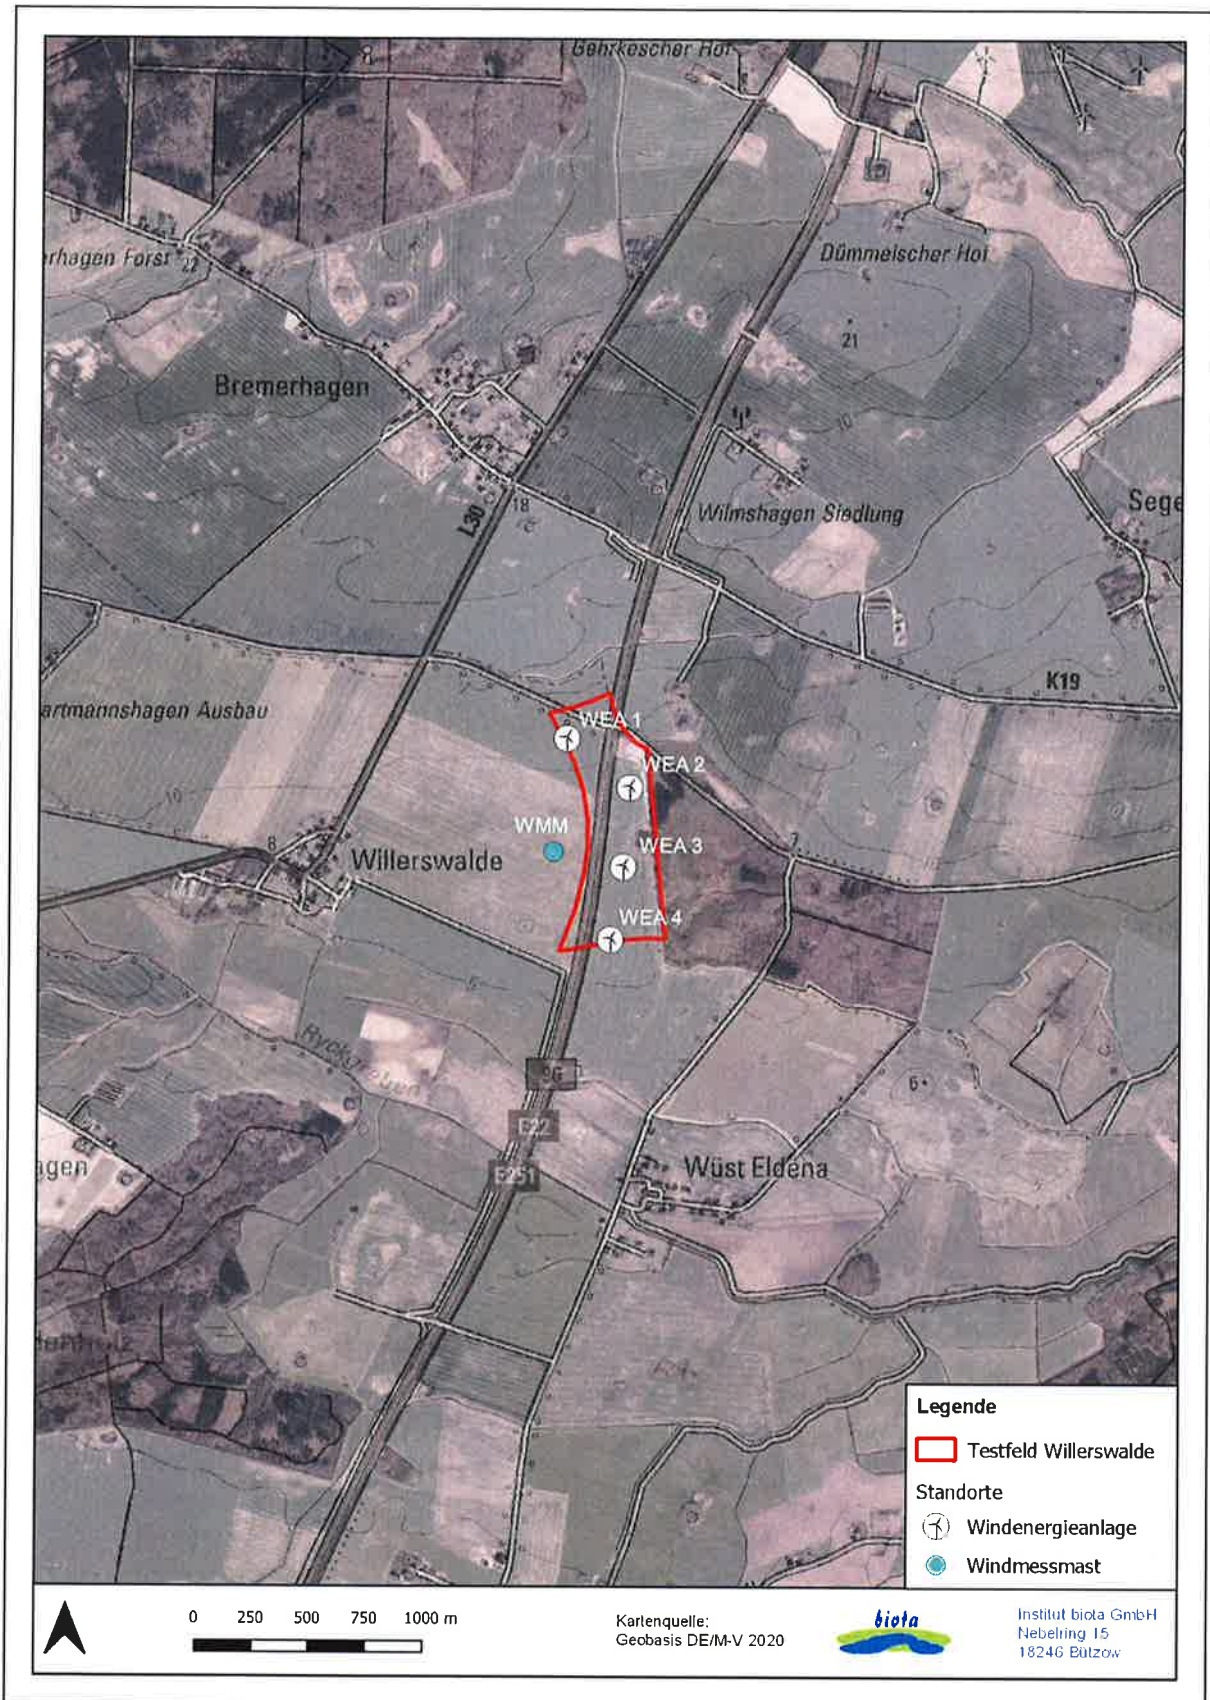 Gehrkescher Hof
rhagen Forst
22
Dümmelscher Hof
21
Bremerhagen
10
L30
18
Wilmshagen Siedlung
Sege
5
K19
artmannshagen Ausbau
WEA 1
WEA 2
10
WMM
8
Willerswalde
WEA 3
7
WEA 4
Ryckgraben
96
6
E22
E251
agen
Wüst Eldena
Legende
Testfeld Willerswalde
Standorte
Windenergieanlage
Windmessmast
0 250 500 750 1000 m
Kartenquelle:
Geobasis DE/M-V 2020
biota
Institut biota GmbH
Nebelring 15
18246 Bützow